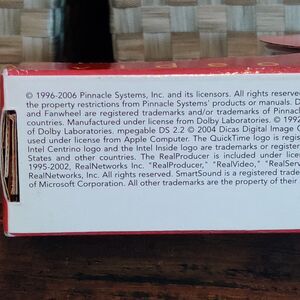 © 1996-2006 Pinnacle Systems, Inc. and its licensors. All rights reserved
the property restrictions from Pinnacle Systems' products or manuals. D
and Fanwheel are registered trademarks and/or trademarks of Pinnac
countries. Manufactured under license from Dolby Laboratories. © 1992
of Dolby Laboratories. mpegable DS 2.2 © 2004 Dicas Digital Image C
used under license from Apple Computer. The QuickTime logo is regis
Intel Centrino logo and the Intel Inside logo are trademarks or register
States and other countries. The RealProducer is included under licen
1995-2002, RealNetworks Inc. "RealProducer," "RealVideo," "RealServ
RealNetworks, Inc. All rights reserved. SmartSound is a registered trade
of Microsoft Corporation. All other trademarks are the property of their